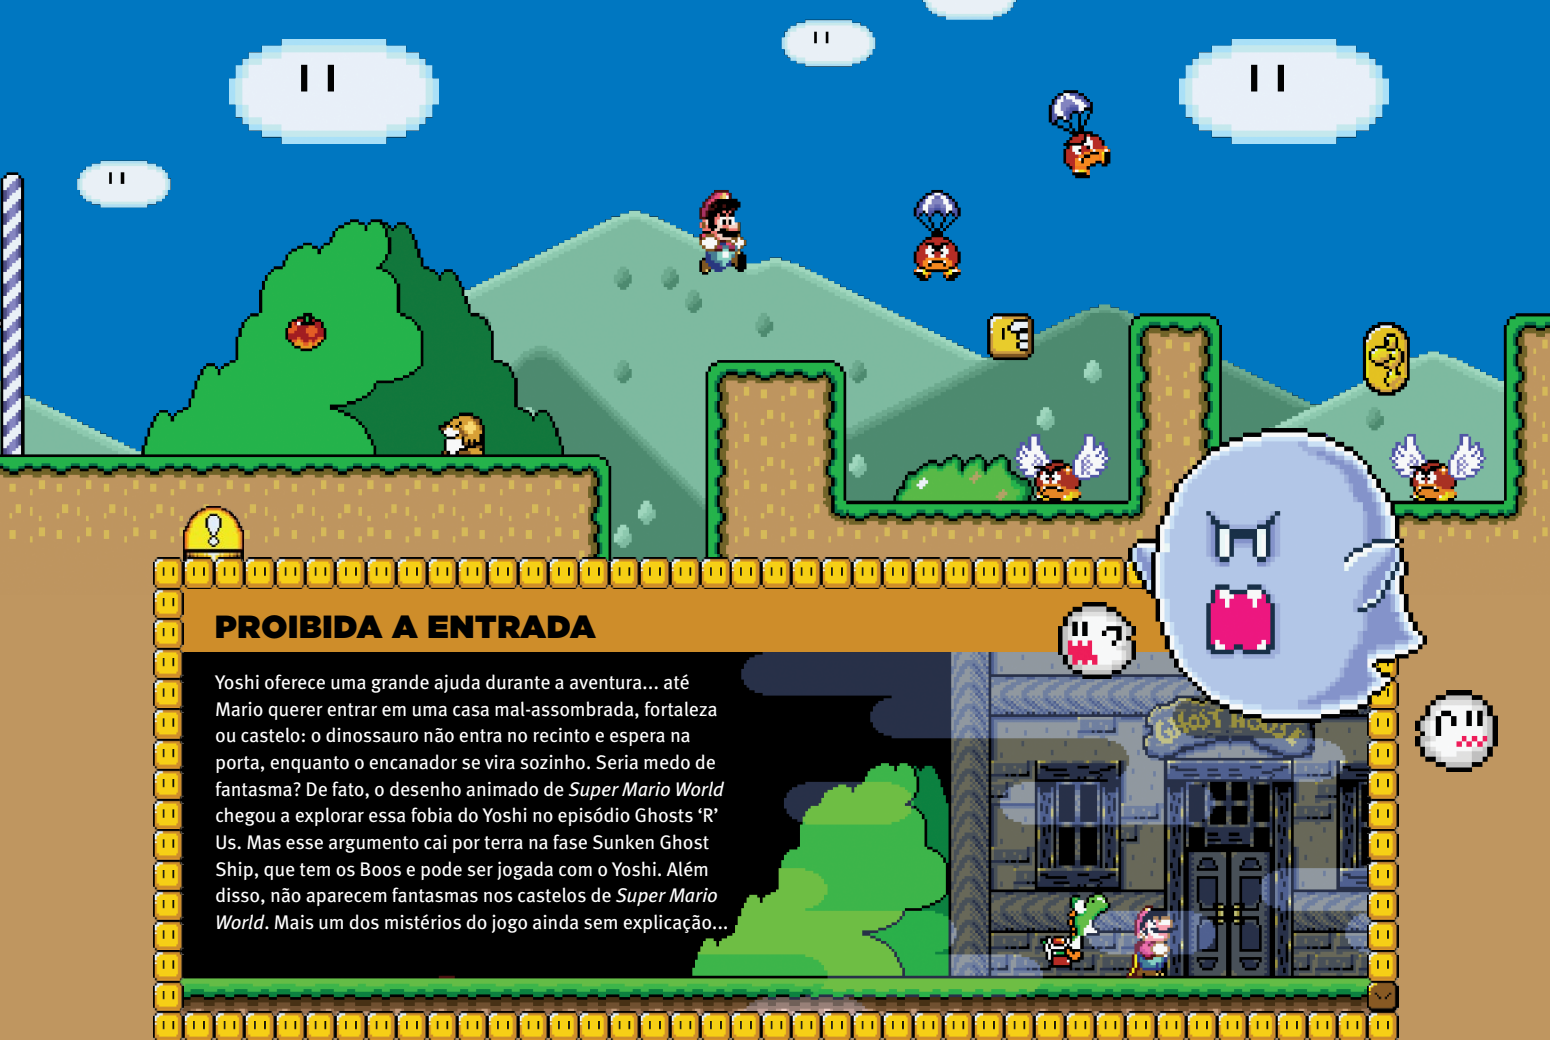 PROIBIDA A ENTRADA
Yoshi oferece uma grande ajuda durante a aventura... até
Mario querer entrar em uma casa mal-assombrada, fortaleza
ou castelo: o dinossauro não entra no recinto e espera na
porta, enquanto o encanador se vira sozinho. Seria medo de
fantasma? De fato, o desenho animado de Super Mario World
chegou a explorar essa fobia do Yoshi no episódio Ghosts ‘R’
Us. Mas esse argumento cai por terra na fase Sunken Ghost
Ship, que tem os Boos e pode ser jogada com o Yoshi. Além
disso, não aparecem fantasmas nos castelos de Super Mario
World. Mais um dos mistérios do jogo ainda sem explicação...
GHOST HOUSE